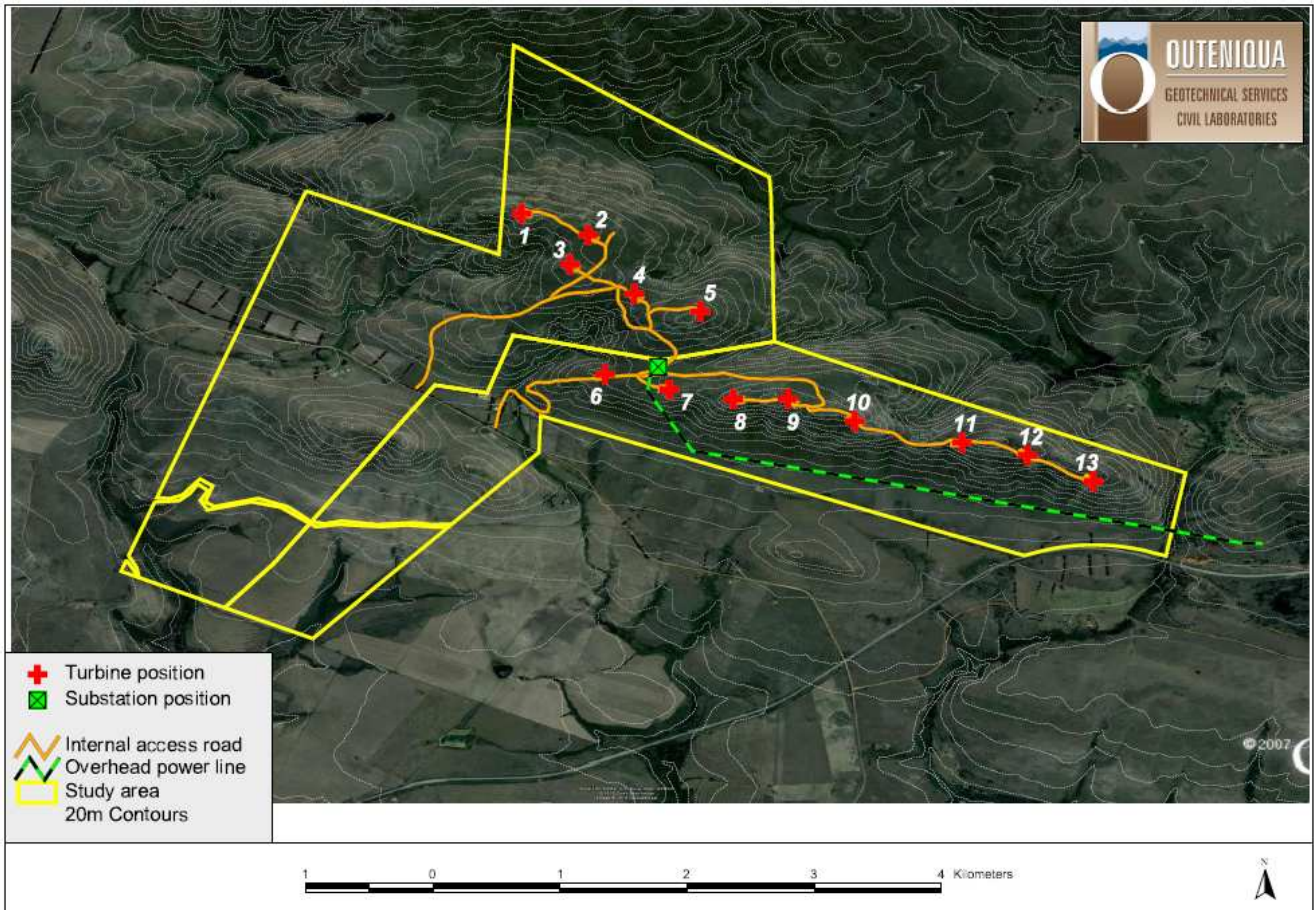 OUTENIQUA
GEOTECHNICAL SERVICES
CIVIL LABORATORIES
1
2
3
4
5
6
7
8
9
10
11
12
13
© 2007
Turbine position
Substation position
Internal access road
Overhead power line
Study area
20m Contours
1 0 1 2 3 4 Kilometers
N